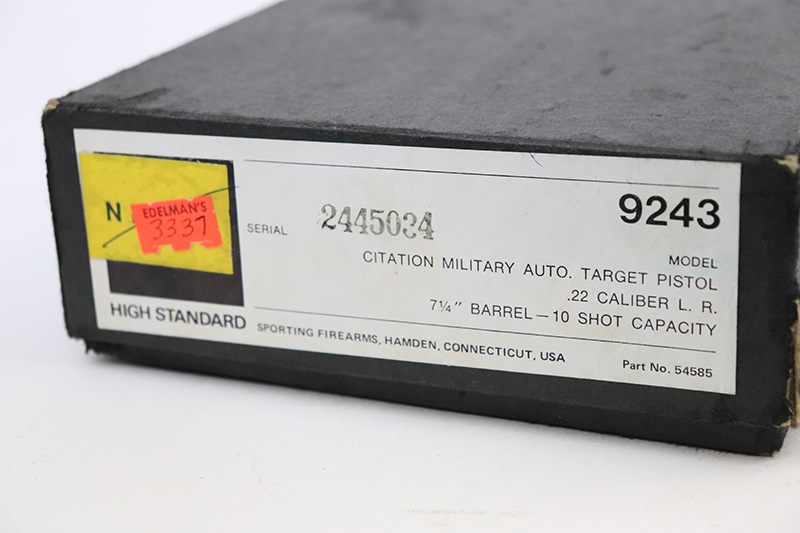 N
EDELMAN'S
3337
SERIAL 2445034
9243
MODEL
CITATION MILITARY AUTO. TARGET PISTOL
.22 CALIBER L. R.
7¼" BARREL — 10 SHOT CAPACITY
HIGH STANDARD SPORTING FIREARMS, HAMDEN, CONNECTICUT, USA
Part No. 54585